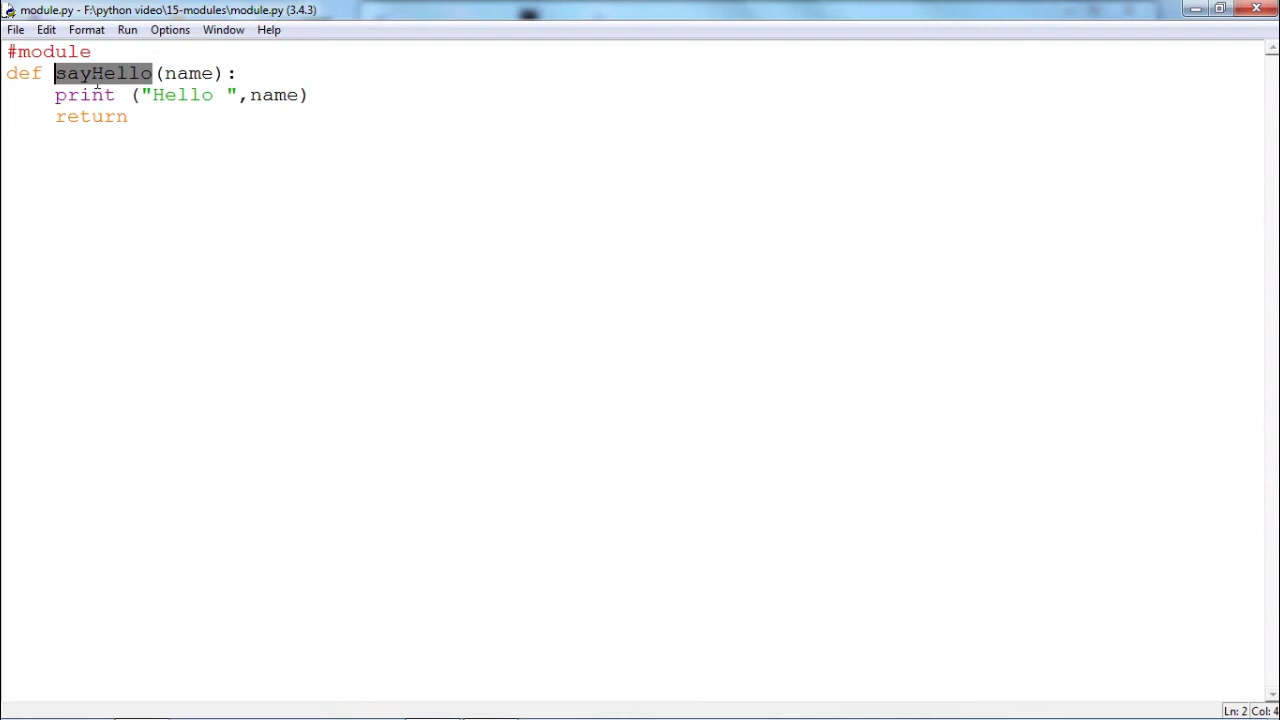 module.py - F:\python video\15-modules\module.py (3.4.3)
File Edit Format Run Options Window Help
#module
def sayHello(name):
    print ("Hello ",name)
    return
Ln: 2 Col: 4